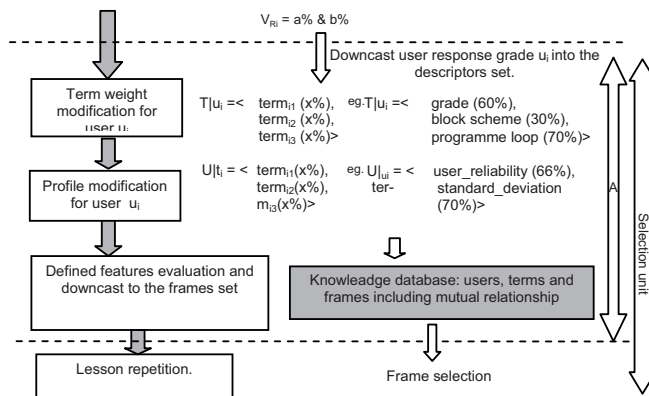 V_Ri = a% & b%
Downcast user response grade u_i into the
descriptors set.
Term weight
modification for
user u_i
T|u_i =< term_i1 (x%), eg.T|u_i =< grade (60%),
term_i2 (x%), block scheme (30%),
term_i3 (x%)> programme loop (70%)>
Profile modification
for user u_i
U|t_i =< term_i1(x%), eg. U|_ui =< user_reliability (66%),
term_i2(x%), ter- standard_deviation
m_i3(x%)> (70%)>
A
Selection unit
Defined features evaluation and
downcast to the frames set
Knowleadge database: users, terms and
frames including mutual relationship
Lesson repetition.
Frame selection